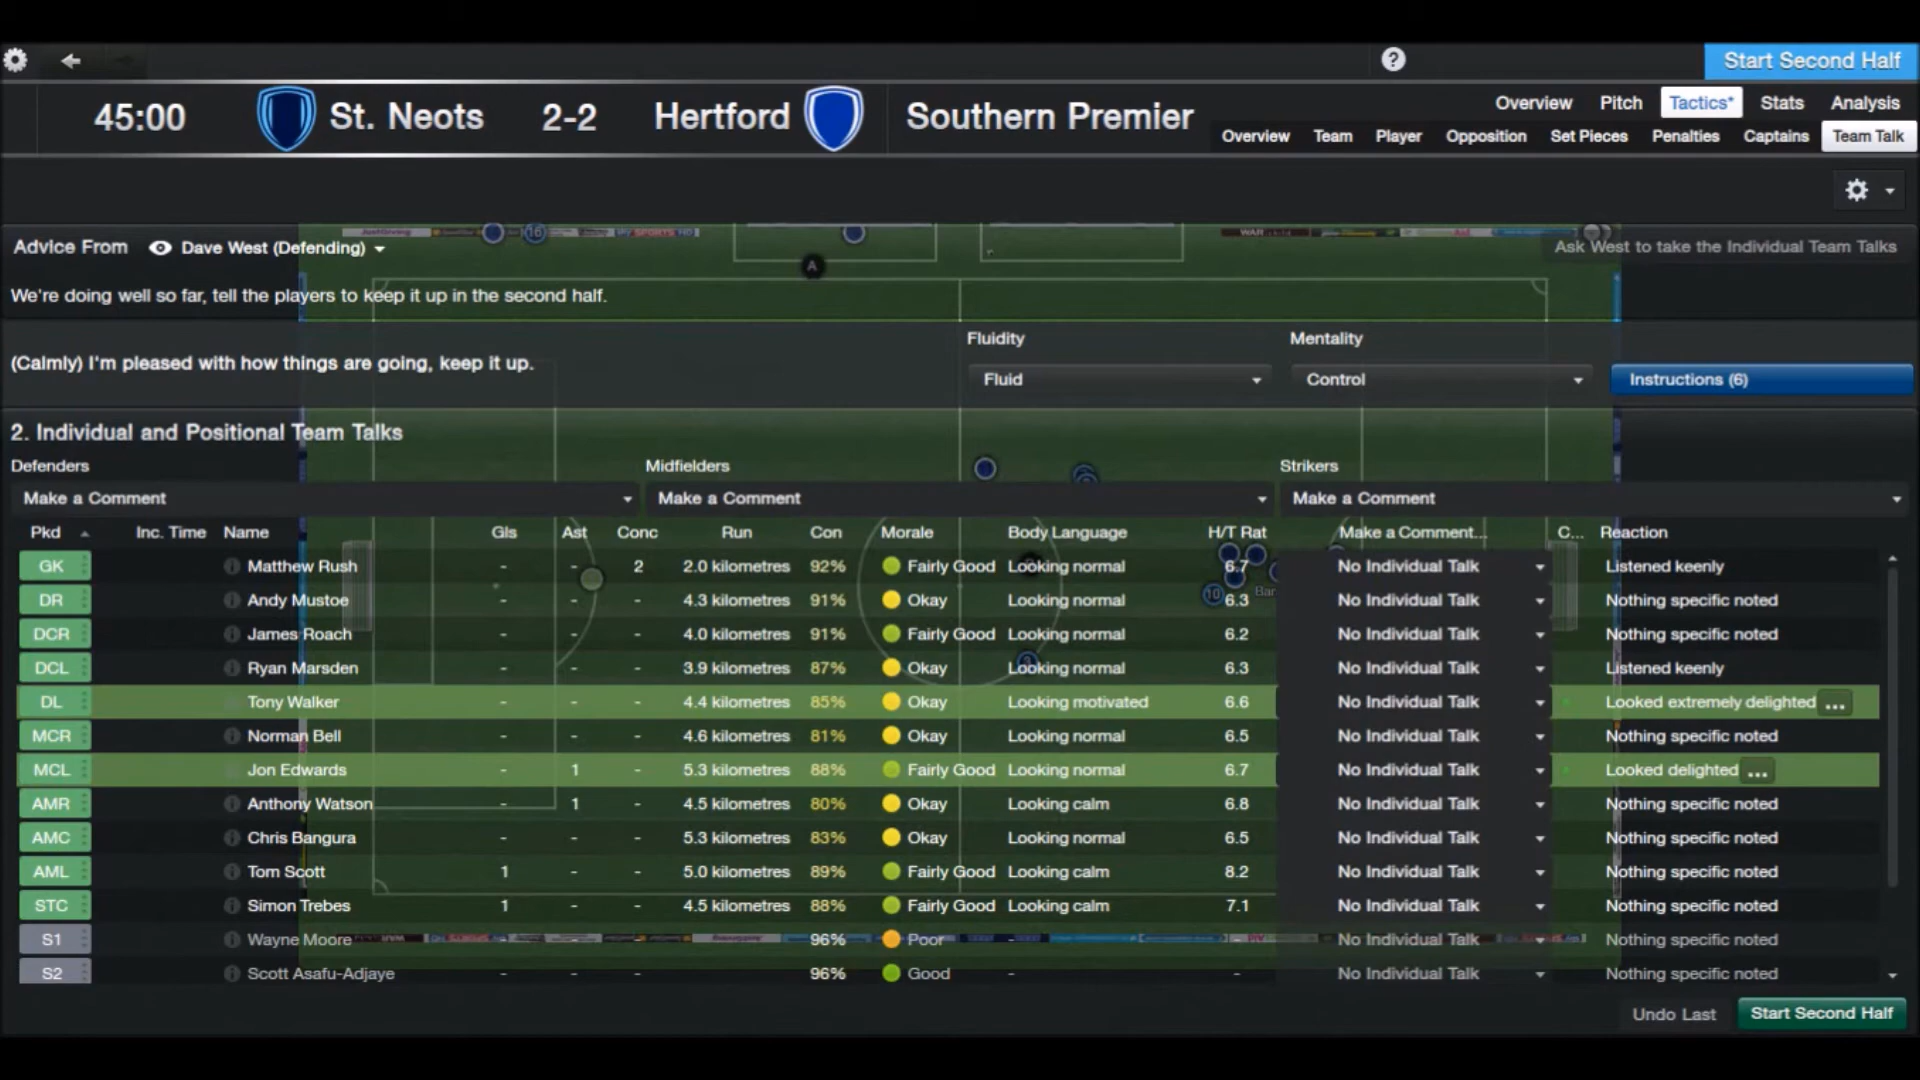 Start Second Half
45:00 St. Neots 2-2 Hertford Southern Premier
Overview Pitch Tactics* Stats Analysis
Overview Team Player Opposition Set Pieces Penalties Captains Team Talk
Advice From Dave West (Defending) Ask West to take the Individual Team Talks
We're doing well so far, tell the players to keep it up in the second half.
Fluidity Mentality
(Calmly) I'm pleased with how things are going, keep it up.
Fluid Control Instructions (6)
2. Individual and Positional Team Talks
Defenders Midfielders Strikers
Make a Comment Make a Comment Make a Comment
Pkd Inc. Time Name Gls Ast Conc Run Con Morale Body Language H/T Rat Make a Comment... C... Reaction
GK Matthew Rush - - 2 2.0 kilometres 92% Fairly Good Looking normal 6.7 No Individual Talk Listened keenly
DR Andy Mustoe - - - 4.3 kilometres 91% Okay Looking normal 6.3 No Individual Talk Nothing specific noted
DCR James Roach - - - 4.0 kilometres 91% Fairly Good Looking normal 6.2 No Individual Talk Nothing specific noted
DCL Ryan Marsden - - - 3.9 kilometres 87% Okay Looking normal 6.3 No Individual Talk Listened keenly
DL Tony Walker - - - 4.4 kilometres 85% Okay Looking motivated 6.6 No Individual Talk Looked extremely delighted ...
MCR Norman Bell - - - 4.6 kilometres 81% Okay Looking normal 6.5 No Individual Talk Nothing specific noted
MCL Jon Edwards - 1 - 5.3 kilometres 88% Fairly Good Looking normal 6.7 No Individual Talk Looked delighted ...
AMR Anthony Watson - 1 - 4.5 kilometres 80% Okay Looking calm 6.8 No Individual Talk Nothing specific noted
AMC Chris Bangura - - - 5.3 kilometres 83% Okay Looking normal 6.5 No Individual Talk Nothing specific noted
AML Tom Scott 1 - - 5.0 kilometres 89% Fairly Good Looking calm 8.2 No Individual Talk Nothing specific noted
STC Simon Trebes 1 - - 4.5 kilometres 88% Fairly Good Looking calm 7.1 No Individual Talk Nothing specific noted
S1 Wayne Moore 96% Poor No Individual Talk Nothing specific noted
S2 Scott Asafu-Adjaye - - - 96% Good - - No Individual Talk Nothing specific noted
Undo Last Start Second Half